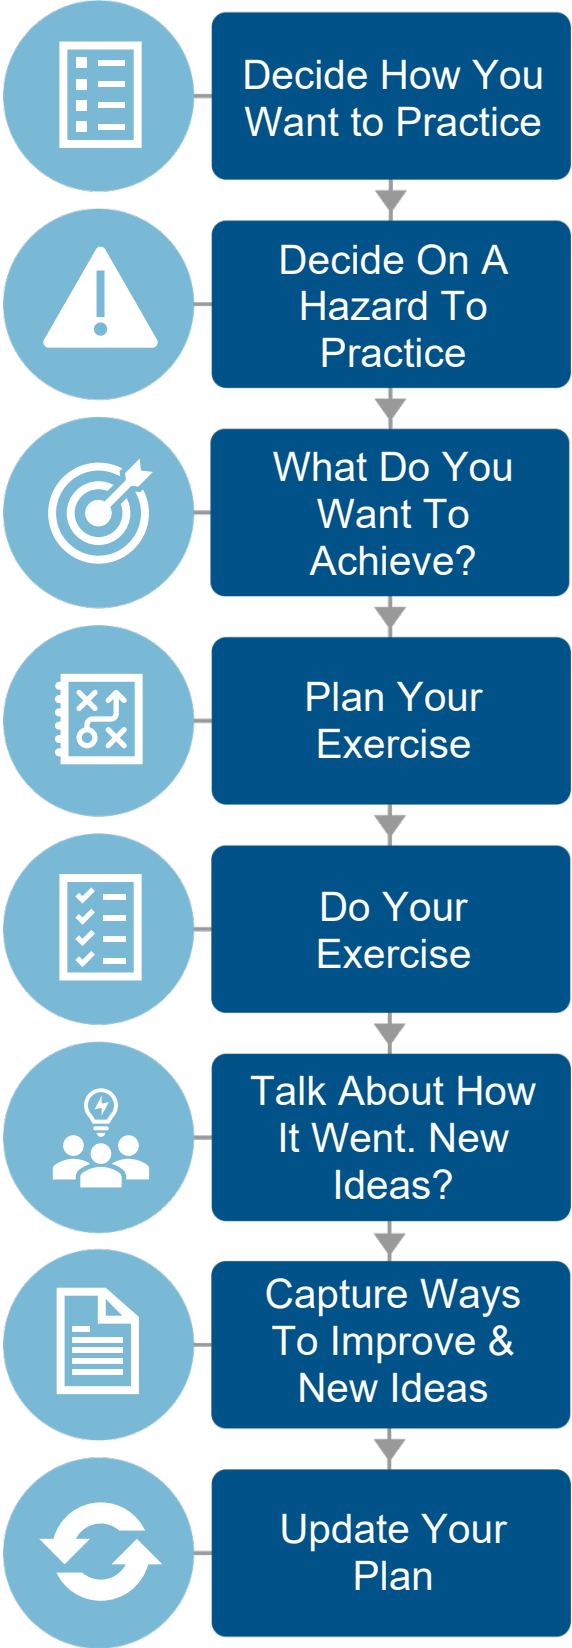 Decide How You
Want to Practice
Decide On A
Hazard To
Practice
What Do You
Want To
Achieve?
Plan Your
Exercise
Do Your
Exercise
Talk About How
It Went. New
Ideas?
Capture Ways
To Improve &
New Ideas
Update Your
Plan